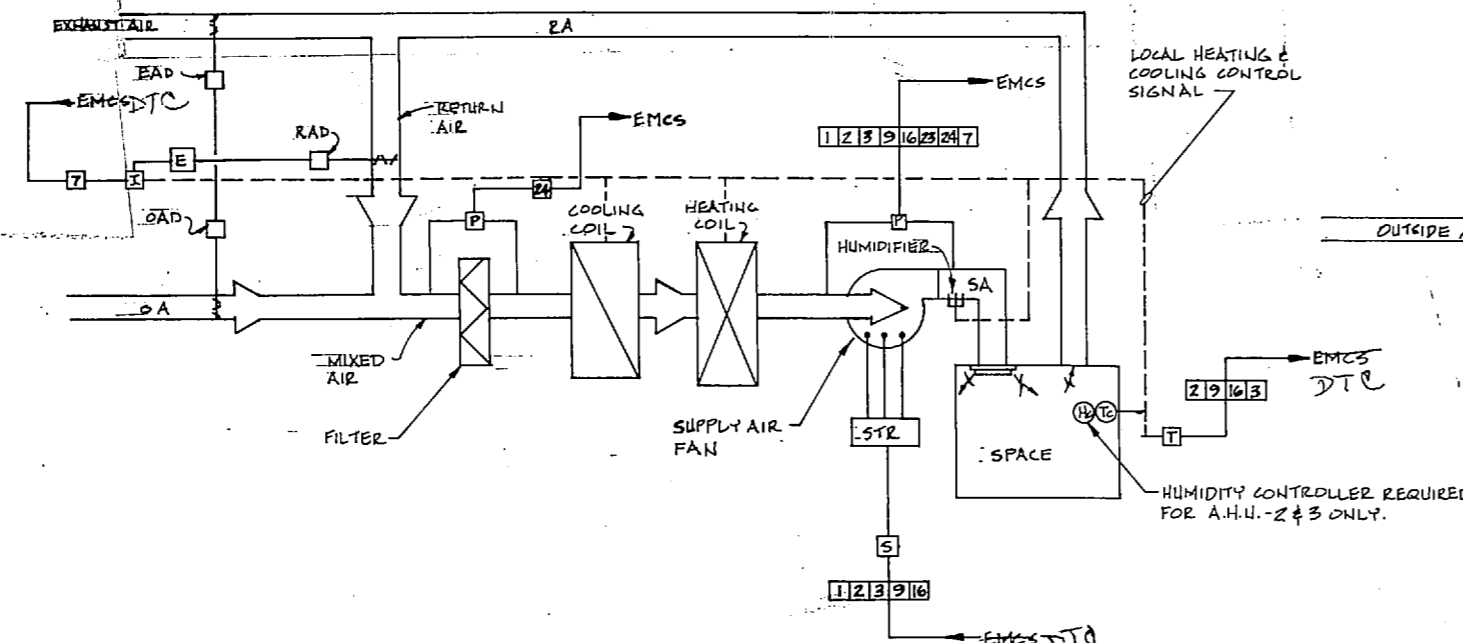 EXHAUST AIR
RA
EAD
EMCS DTC
RETURN
AIR
EMCS
EMCS
LOCAL HEATING &
COOLING CONTROL
SIGNAL
RAD
E
1 2 3 9 16 23 24 7
7
I
24
OAD
P
COOLING
COIL
HEATING
COIL
P
HUMIDIFIER
SA
OUTSIDE
OA
MIXED
AIR
FILTER
SUPPLY AIR
FAN
STR
SPACE
Tc
T
2 9 16 3
EMCS
DTC
HUMIDITY CONTROLLER REQUIRED
FOR A.H.U.-2 & 3 ONLY.
S
1 2 3 9 16
EMCS DTC